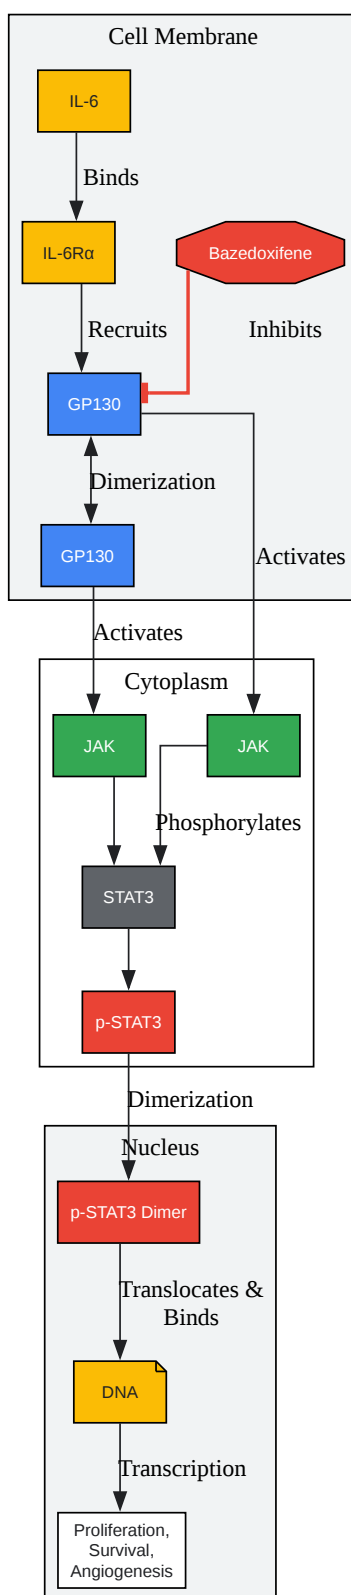 Cell Membrane
IL-6
Binds
IL-6Rα
Bazedoxifene
Recruits
Inhibits
GP130
Dimerization
GP130
Activates
Activates
Cytoplasm
JAK
JAK
Phosphorylates
STAT3
p-STAT3
Dimerization
Nucleus
p-STAT3 Dimer
Translocates &
Binds
DNA
Transcription
Proliferation,
Survival,
Angiogenesis